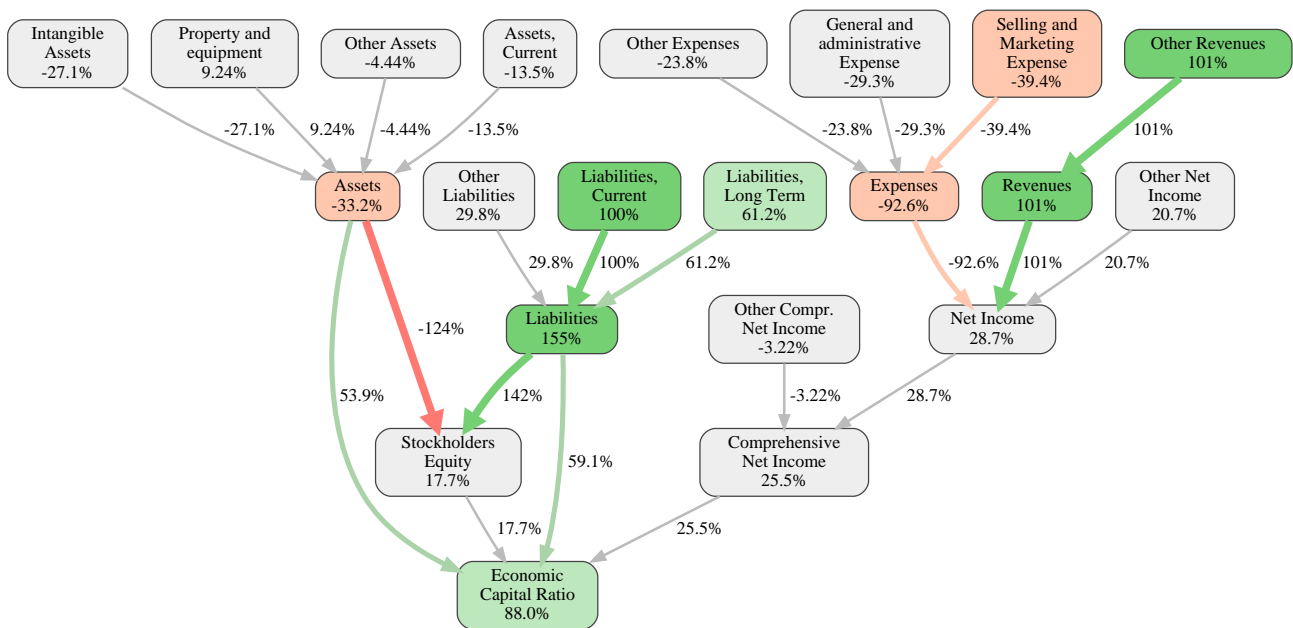 Intangible
Assets
-27.1%
Property and
equipment
9.24%
Other Assets
-4.44%
Assets,
Current
-13.5%
Other Expenses
-23.8%
General and
administrative
Expense
-29.3%
Selling and
Marketing
Expense
-39.4%
Other Revenues
101%
-27.1%
9.24%
-4.44%
-13.5%
-23.8%
-29.3%
-39.4%
101%
Assets
-33.2%
Other
Liabilities
29.8%
Liabilities,
Current
100%
Liabilities,
Long Term
61.2%
Expenses
-92.6%
Revenues
101%
Other Net
Income
20.7%
29.8%
100%
61.2%
-92.6%
101%
20.7%
Liabilities
155%
Other Compr.
Net Income
-3.22%
Net Income
28.7%
-124%
53.9%
142%
-3.22%
28.7%
Stockholders
Equity
17.7%
59.1%
Comprehensive
Net Income
25.5%
17.7%
25.5%
Economic
Capital Ratio
88.0%